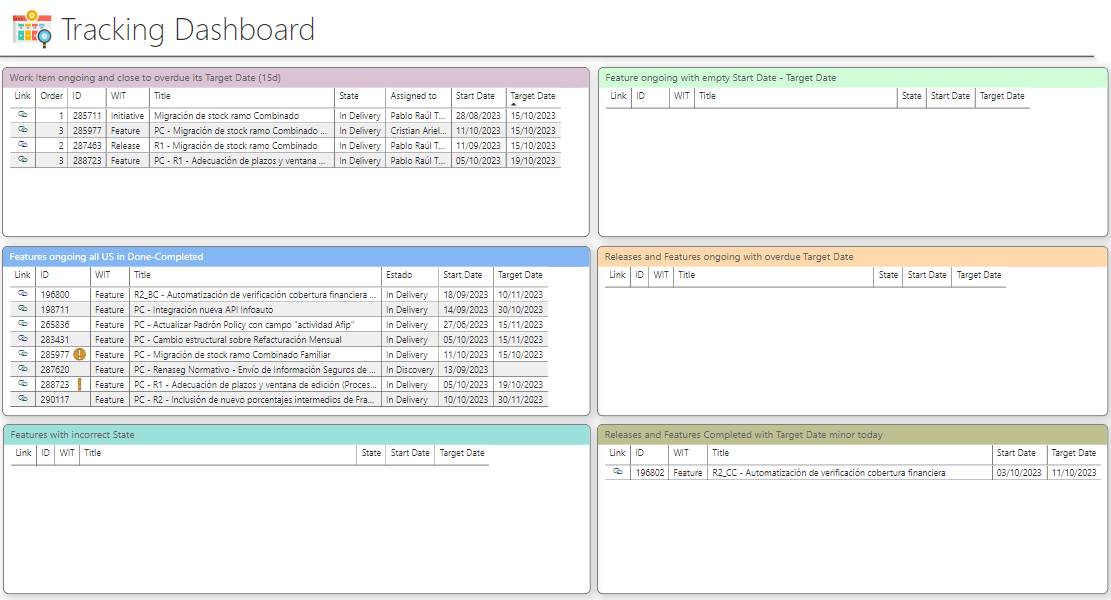 Tracking Dashboard
Work Item ongoing and close to overdue its Target Date (15d)
Link Order ID WIT Title State Assigned to Start Date Target Date
1 285711 Initiative Migración de stock ramo Combinado In Delivery Pablo Raúl T... 28/08/2023 15/10/2023
3 285977 Feature PC - Migración de stock ramo Combinado ... In Delivery Cristian Ariel... 11/10/2023 15/10/2023
2 287463 Release R1 - Migración de stock ramo Combinado In Delivery Pablo Raúl T... 11/09/2023 15/10/2023
3 288723 Feature PC - R1 - Adecuación de plazos y ventana ... In Delivery Pablo Raúl T... 05/10/2023 19/10/2023
Feature ongoing with empty Start Date - Target Date
Link ID WIT Title State Start Date Target Date
Features ongoing all US in Done-Completed
Link ID WIT Title Estado Start Date Target Date
196800 Feature R2_BC - Automatización de verificación cobertura financiera ... In Delivery 18/09/2023 10/11/2023
198711 Feature PC - Integración nueva API Infoauto In Delivery 14/09/2023 30/10/2023
265836 Feature PC - Actualizar Padrón Policy con campo "actividad Afip" In Delivery 27/06/2023 15/11/2023
283431 Feature PC - Cambio estructural sobre Refacturación Mensual In Delivery 05/10/2023 15/11/2023
285977 Feature PC - Migración de stock ramo Combinado Familiar In Delivery 11/10/2023 15/10/2023
287620 Feature PC - Renaseg Normativo - Envío de Información Seguros de ... In Discovery 13/09/2023
288723 Feature PC - R1 - Adecuación de plazos y ventana de edición (Proces... In Delivery 05/10/2023 19/10/2023
290117 Feature PC - R2 - Inclusión de nuevo porcentajes intermedios de Fra... In Delivery 10/10/2023 30/11/2023
Releases and Features ongoing with overdue Target Date
Link ID WIT Title State Start Date Target Date
Features with incorrect State
Link ID WIT Title State Start Date Target Date
Releases and Features Completed with Target Date minor today
Link ID WIT Title Start Date Target Date
196802 Feature R2_CC - Automatización de verificación cobertura financiera 03/10/2023 11/10/2023